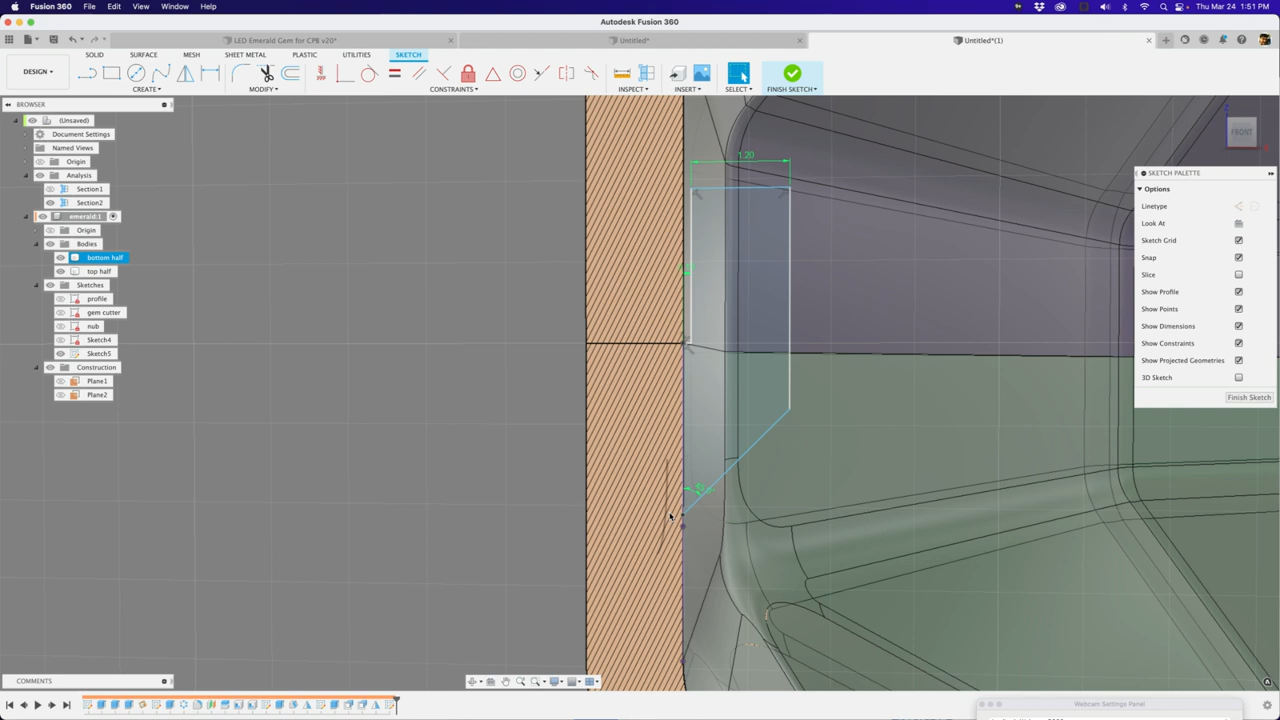 Fusion 360 File Edit View Window Help
Thu Mar 24 1:51 PM
Autodesk Fusion 360
LED Emerald Gem for CPB v20*
Untitled*
Untitled*(1)
DESIGN
SOLID SURFACE MESH SHEET METAL PLASTIC UTILITIES SKETCH
CREATE MODIFY CONSTRAINTS INSPECT INSERT SELECT FINISH SKETCH
BROWSER
(Unsaved)
Document Settings
Named Views
Origin
Analysis
Section1
Section2
emerald:1
Origin
Bodies
bottom half
top half
Sketches
profile
gem cutter
nub
Sketch4
Sketch5
Construction
Plane1
Plane2
1.20
FRONT
SKETCH PALETTE
Options
Linetype
Look At
Sketch Grid
Snap
Slice
Show Profile
Show Points
Show Dimensions
Show Constraints
Show Projected Geometries
3D Sketch
Finish Sketch
COMMENTS
Webcam Settings Panel